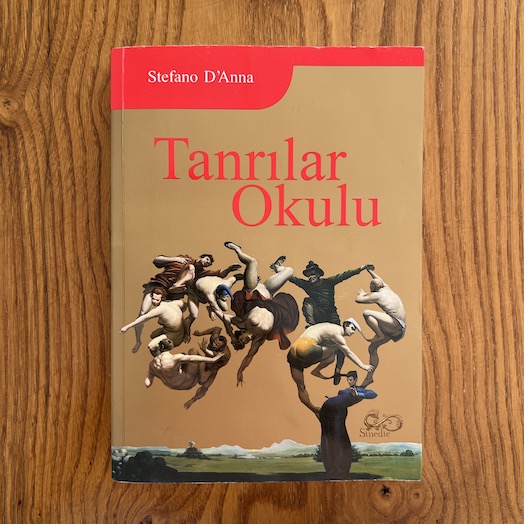 Stefano D'Anna
Tanrılar
Okulu
Sinedie